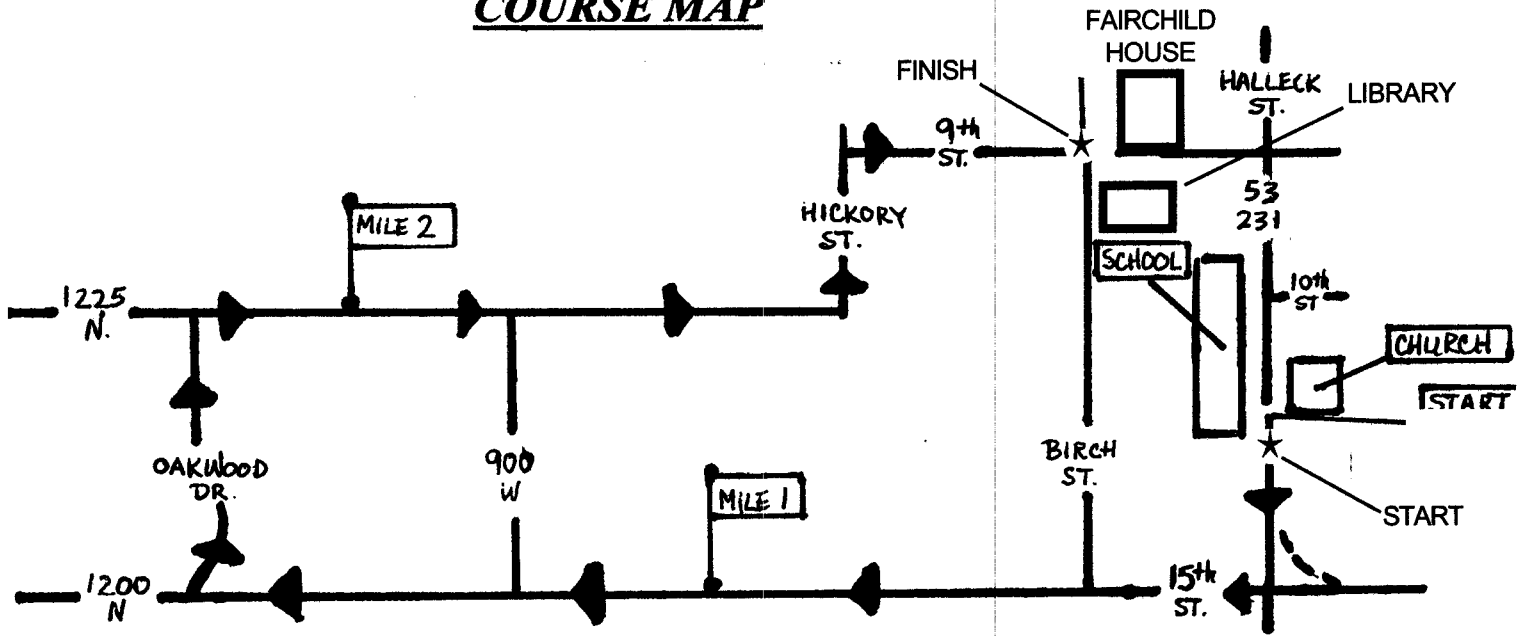 COURSE MAP
FAIRCHILD
HOUSE
FINISH
HALLECK
ST.
LIBRARY
9th
ST.
53
231
MILE 2
HICKORY
ST.
SCHOOL
10th
ST
1225
N.
CHURCH
START
OAKWOOD
DR.
900
W
MILE 1
BIRCH
ST.
START
1200
N
15th
ST.